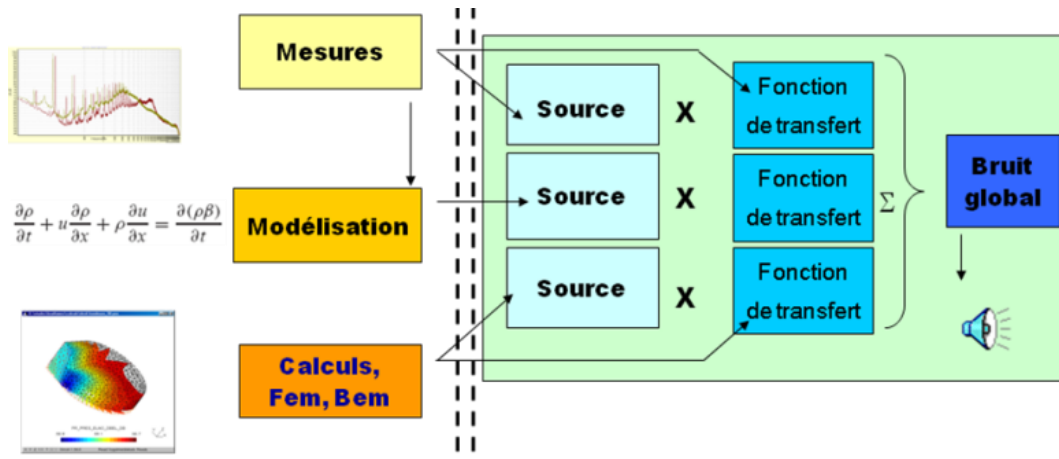 Mesures
Source
X
Fonction
de transfert
∂ρ/∂t + u ∂ρ/∂x + ρ ∂u/∂x = ∂(ρβ)/∂t
Modélisation
Source
X
Fonction
de transfert
Σ
Bruit
global
Source
X
Fonction
de transfert
Calculs,
Fem, Bem